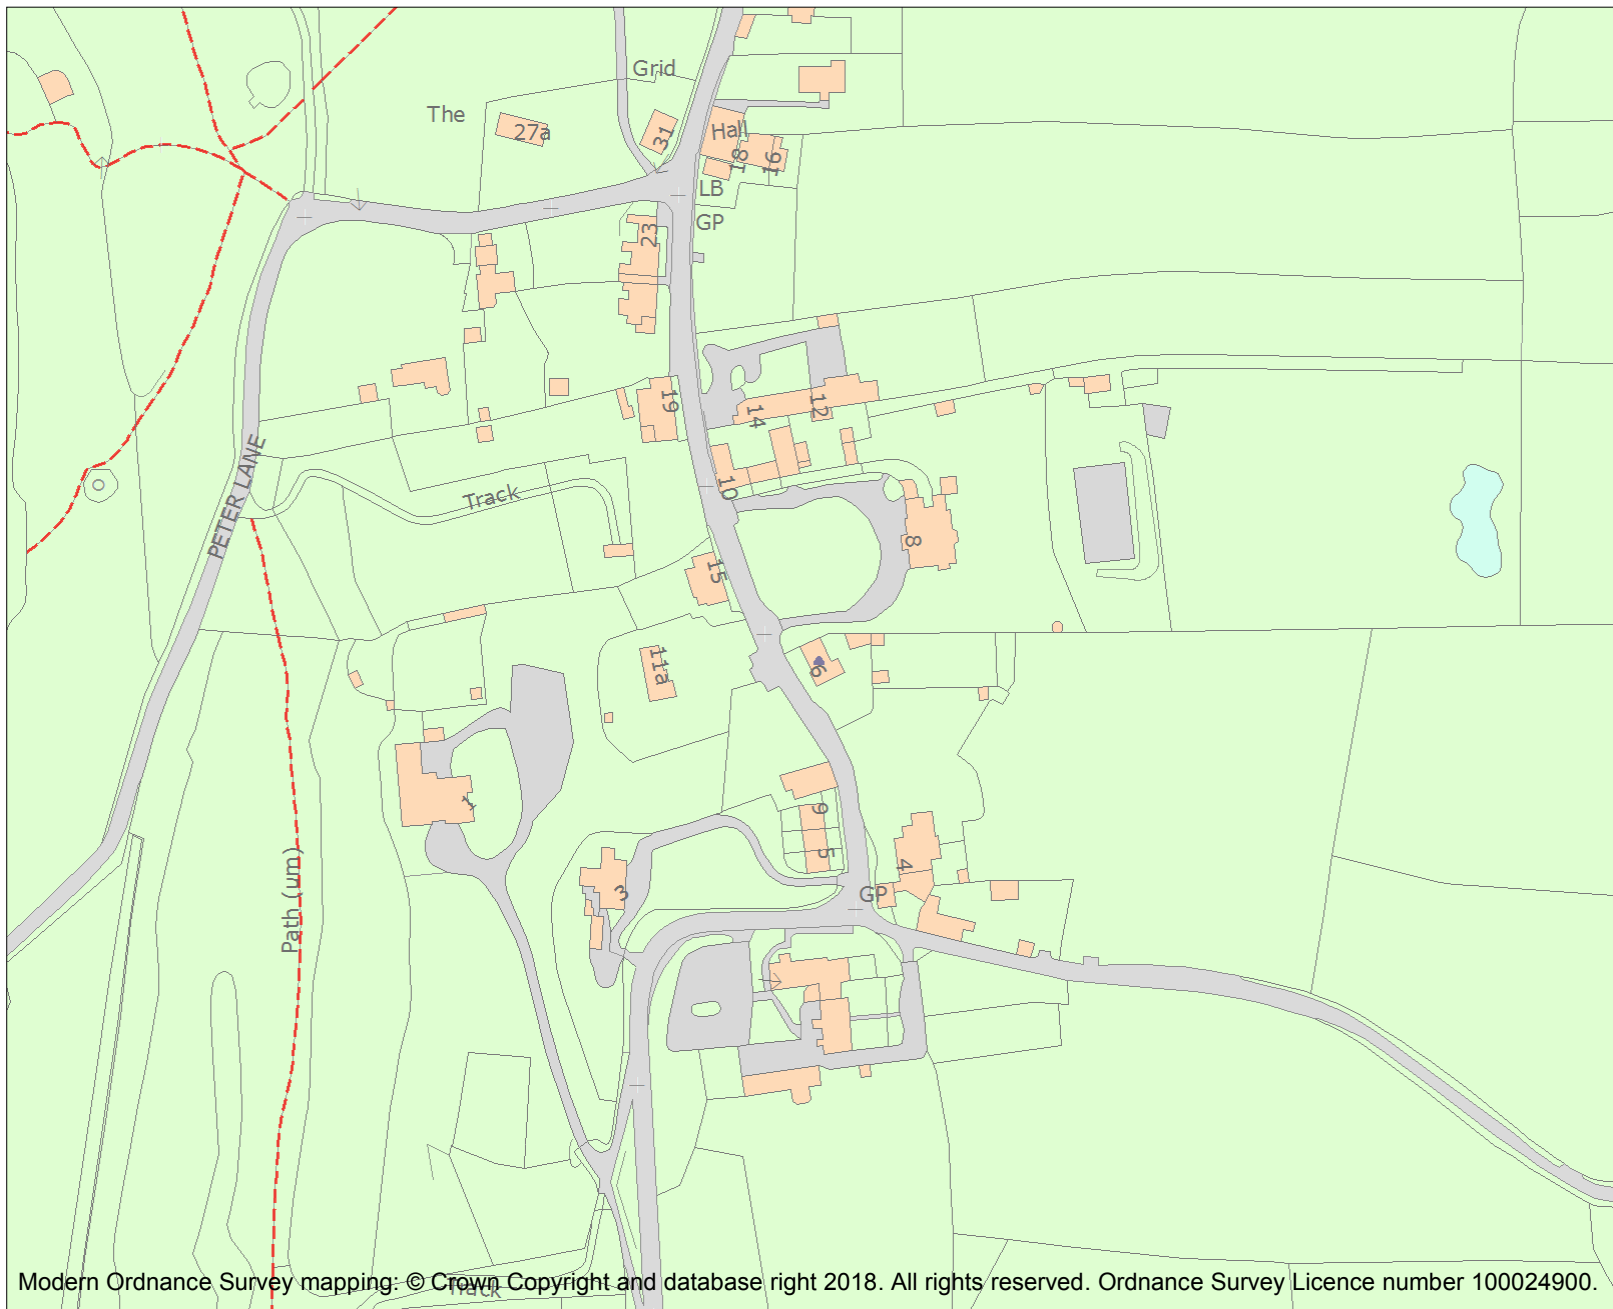 Grid
The
27a
31
Hall
18
16
LB
GP
23
19
14
12
10
PETER LANE
Track
8
15
11a
6
1
9
5
4
3
GP
Path (um)
Track
Modern Ordnance Survey mapping: © Crown Copyright and database right 2018. All rights reserved. Ordnance Survey Licence number 100024900.